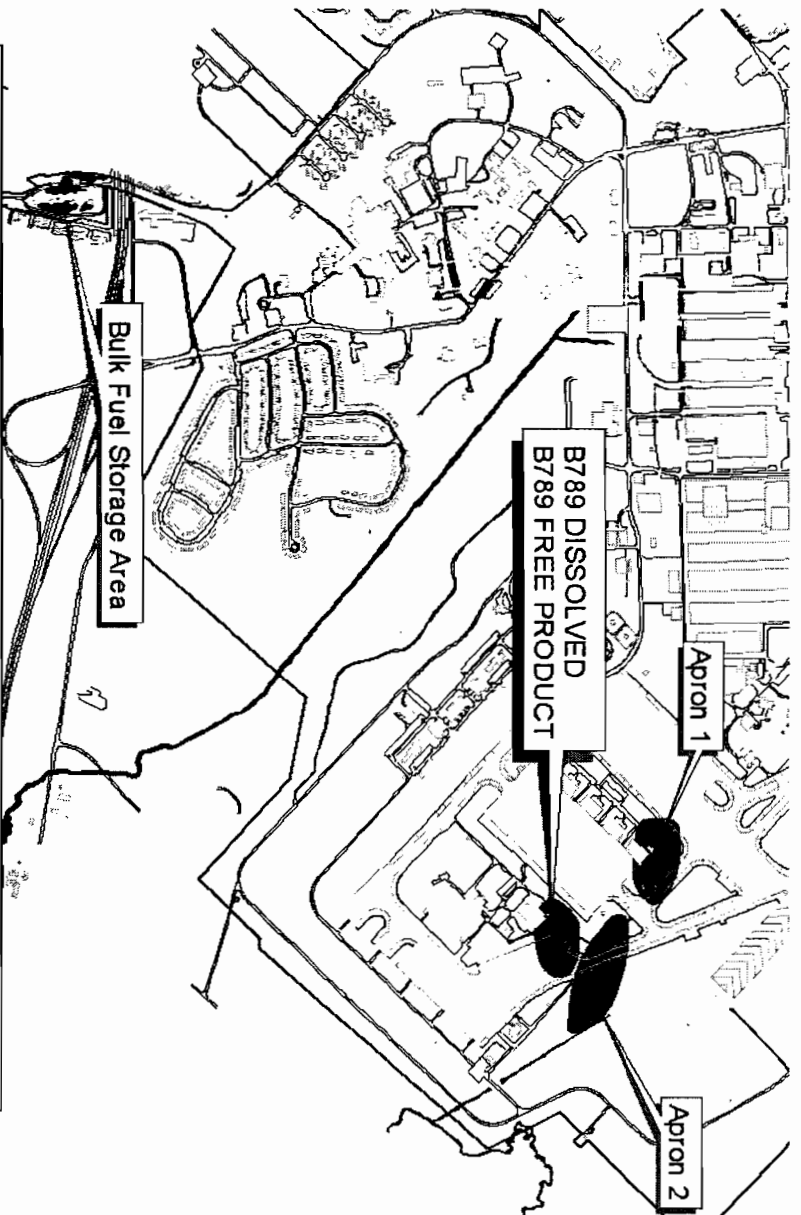 Apron 1
Apron 2
B789 DISSOLVED
B789 FREE PRODUCT
Bulk Fuel Storage Area